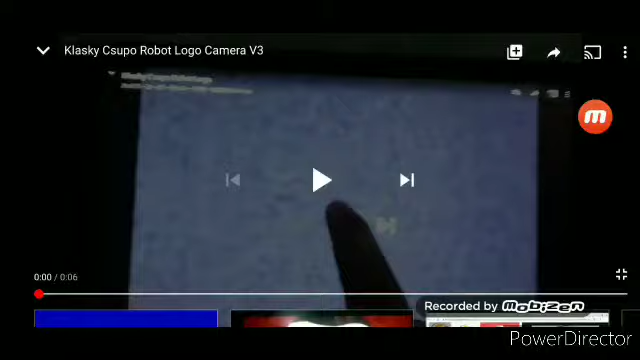 Klasky Csupo Robot Logo Camera V3
0:00 / 0:06
Recorded by Mobizen
PowerDirector